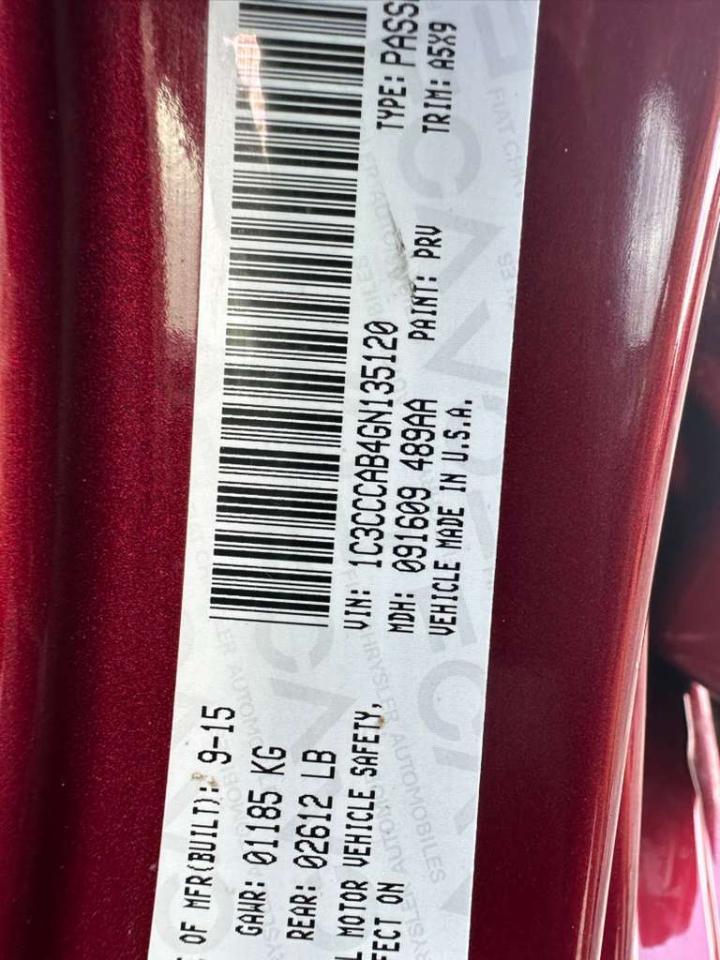 E OF MFR(BUILT): 9-15
GAWR: 01185 KG
REAR: 02612 LB
L MOTOR VEHICLE SAFETY,
FECT ON
VIN: 1C3CCCAB4GN135120
TYPE: PASS
MDH: 091609 489AA
PAINT: PRV
TRIM: A5X9
VEHICLE MADE IN U.S.A.